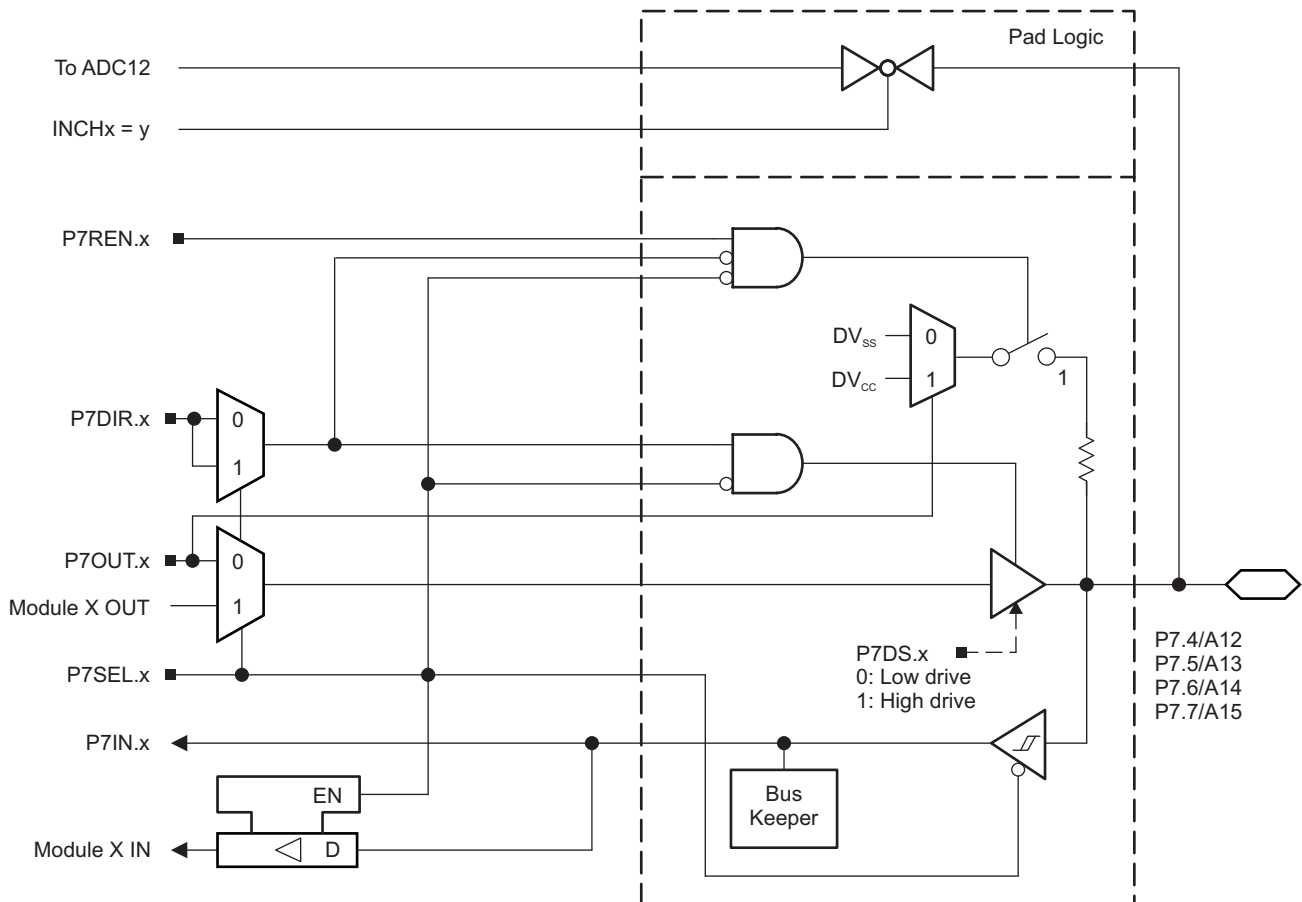 Pad Logic
To ADC12
INCHx = y
P7REN.x
DVSS
0
DVCC
1
1
P7DIR.x
0
1
P7OUT.x
0
Module X OUT
1
P7SEL.x
P7DS.x
0: Low drive
1: High drive
P7.4/A12
P7.5/A13
P7.6/A14
P7.7/A15
P7IN.x
EN
Bus
Keeper
Module X IN
D